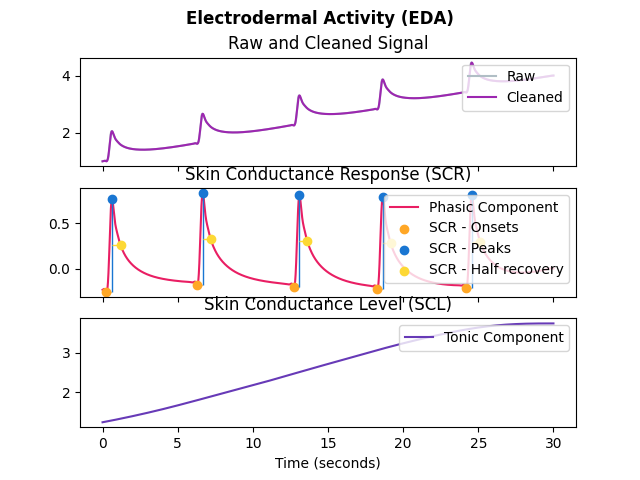 Electrodermal Activity (EDA)
Raw and Cleaned Signal
4
2
Raw
Cleaned
Skin Conductance Response (SCR)
0.5
0.0
Phasic Component
SCR - Onsets
SCR - Peaks
SCR - Half recovery
Skin Conductance Level (SCL)
3
2
Tonic Component
0 5 10 15 20 25 30
Time (seconds)